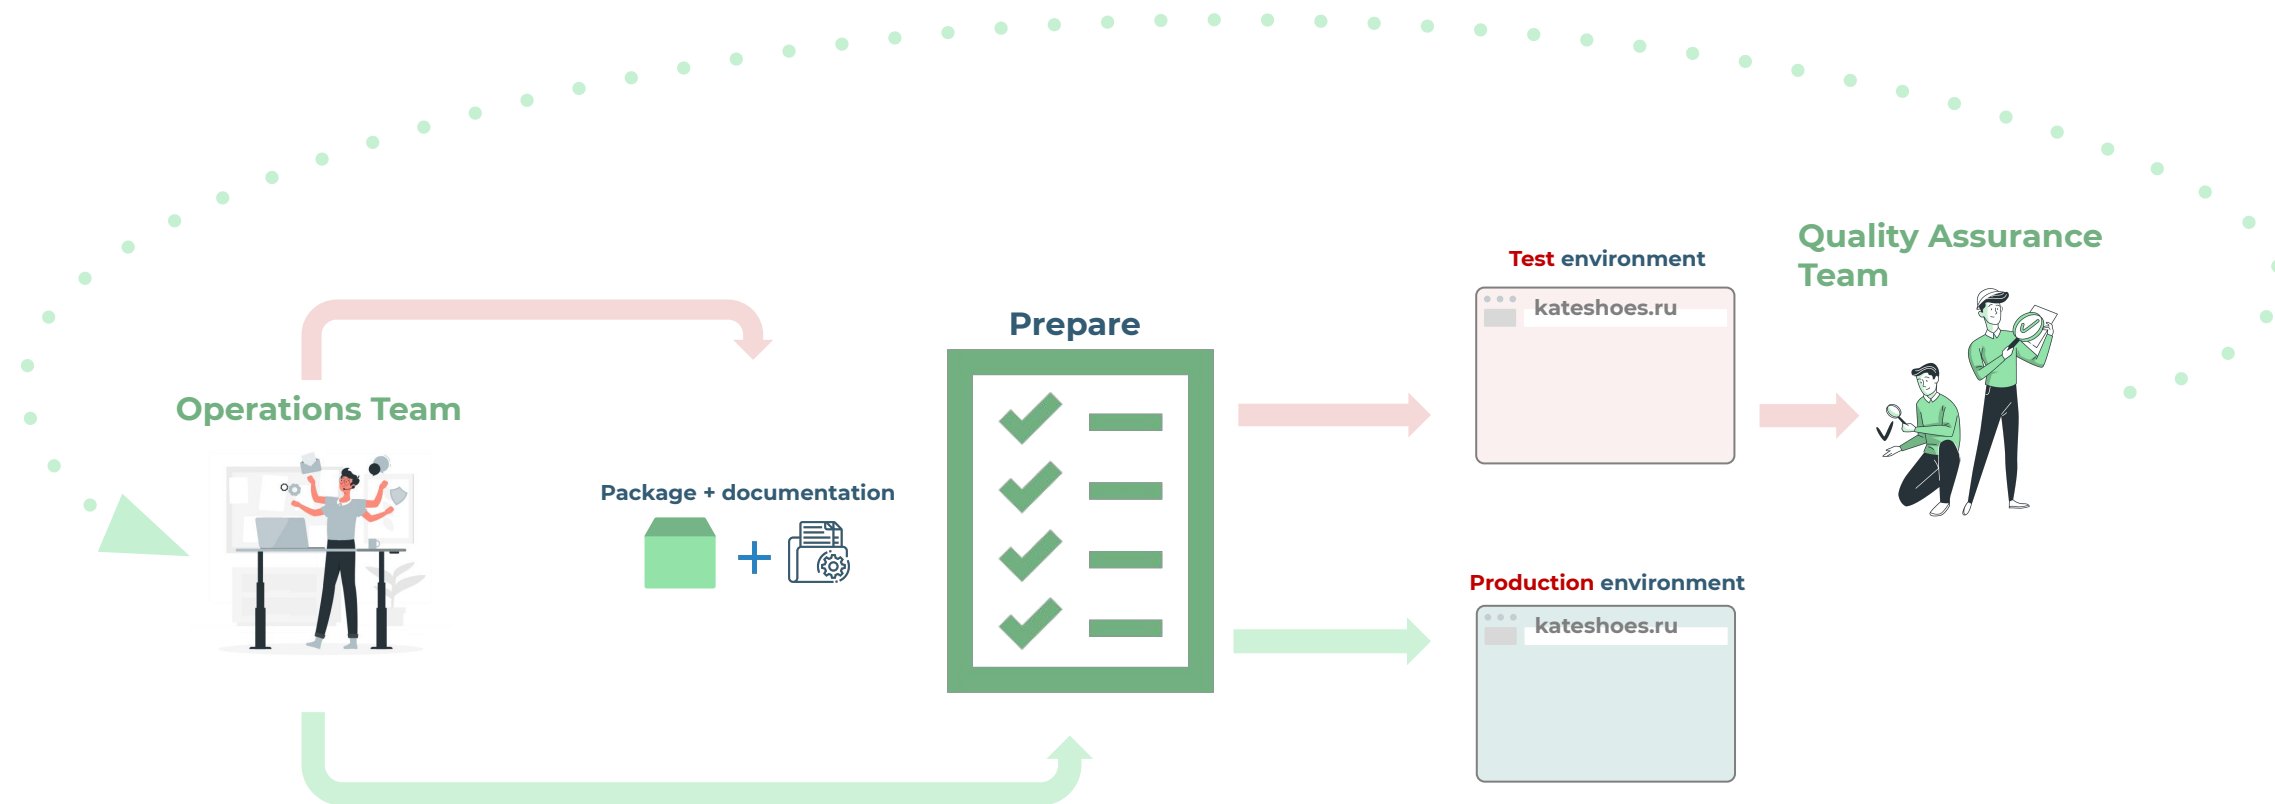 Operations Team
Package + documentation
Prepare
Test environment
kateshoes.ru
Quality Assurance
Team
Production environment
kateshoes.ru